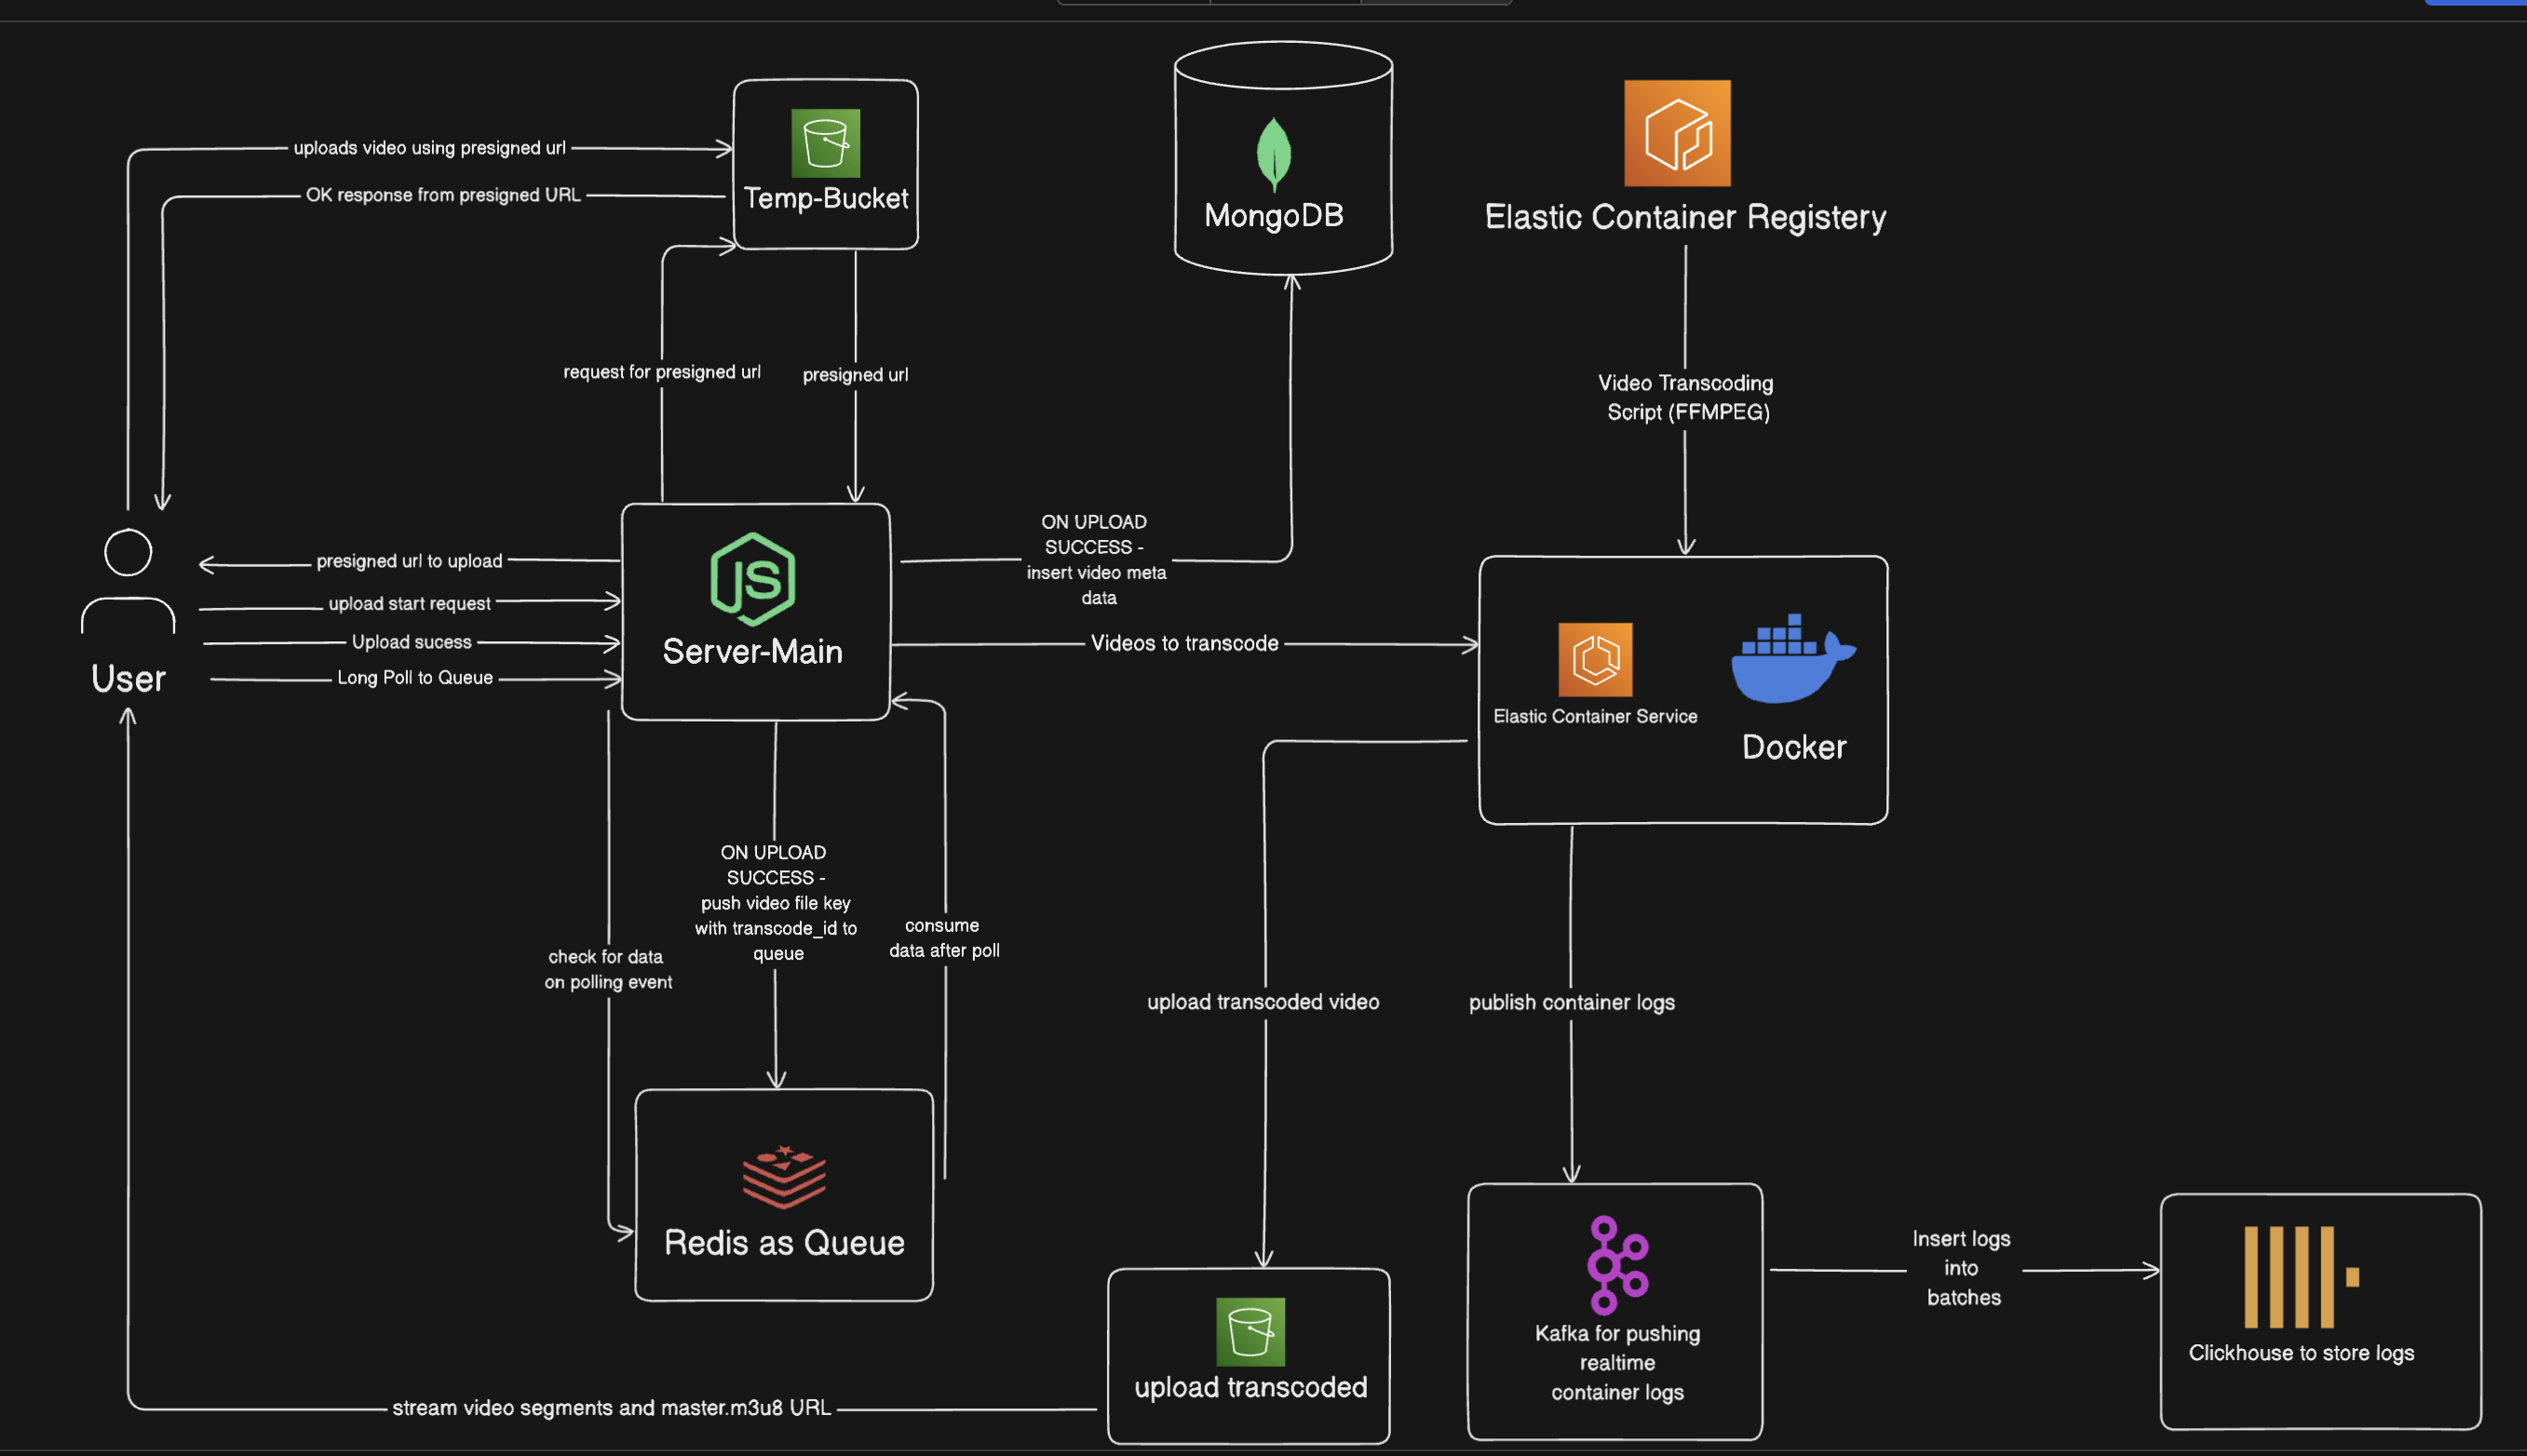 uploads video using presigned url
OK response from presigned URL
Temp-Bucket
MongoDB
Elastic Container Registery
request for presigned url
presigned url
Video Transcoding
Script (FFMPEG)
User
presigned url to upload
upload start request
Upload sucess
Long Poll to Queue
JS
Server-Main
ON UPLOAD
SUCCESS -
insert video meta
data
Videos to transcode
Elastic Container Service
Docker
check for data
on polling event
ON UPLOAD
SUCCESS -
push video file key
with transcode_id to
queue
consume
data after poll
upload transcoded video
publish container logs
Redis as Queue
upload transcoded
Kafka for pushing
realtime
container logs
Insert logs
into
batches
Clickhouse to store logs
stream video segments and master.m3u8 URL